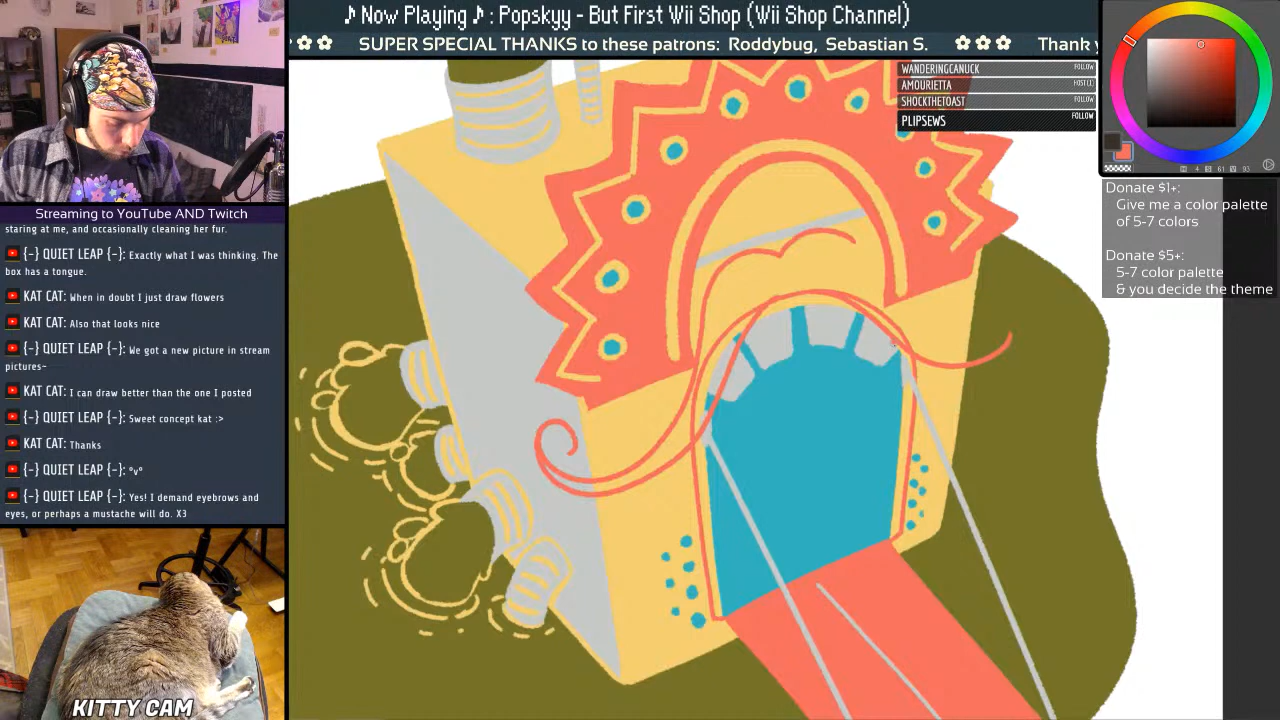 ♪ Now Playing ♪ : Popskyy - But First Wii Shop (Wii Shop Channel)
SUPER SPECIAL THANKS to these patrons: Roddybug, Sebastian S. Thank
WANDERINGCANUCK FOLLOW
AMOURIETTA HOST(1)
SHOCKTHETOAST FOLLOW
PLIPSEWS FOLLOW
Donate $1+:
Give me a color palette
of 5-7 colors
Donate $5+:
5-7 color palette
& you decide the theme
Streaming to YouTube AND Twitch
staring at me, and occasionally cleaning her fur.
{-} QUIET LEAP {-}: Exactly what I was thinking. The
box has a tongue.
KAT CAT: When in doubt I just draw flowers
KAT CAT: Also that looks nice
{-} QUIET LEAP {-}: We got a new picture in stream
pictures~
KAT CAT: I can draw better than the one I posted
{-} QUIET LEAP {-}: Sweet concept kat :>
KAT CAT: Thanks
{-} QUIET LEAP {-}: °v°
{-} QUIET LEAP {-}: Yes! I demand eyebrows and
eyes, or perhaps a mustache will do. X3
KITTY CAM